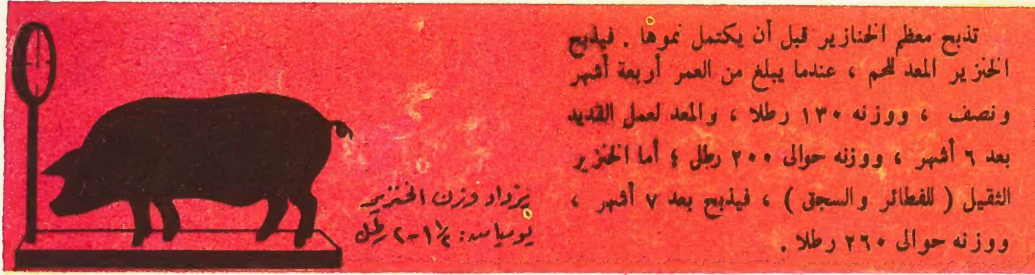 تذبح معظم الخنازير قبل أن يكتمل نموها . فيذبح
الخنزير المعد للحم ، عندما يبلغ من العمر أربعة أشهر
ونصف ، ووزنه ١٣٠ رطلا ، والمعد لعمل القديد
بعد ٦ أشهر ، ووزنه حوالى ٢٠٠ رطل ؛ أما الخنزير
الثقيل ( للفطائر والسجق ) ، فيذبح بعد ٧ أشهر ،
ووزنه حوالى ٢٦٠ رطلا .
يزداد وزن الخنزير
يوميا من : ١½ - ٢ رطل